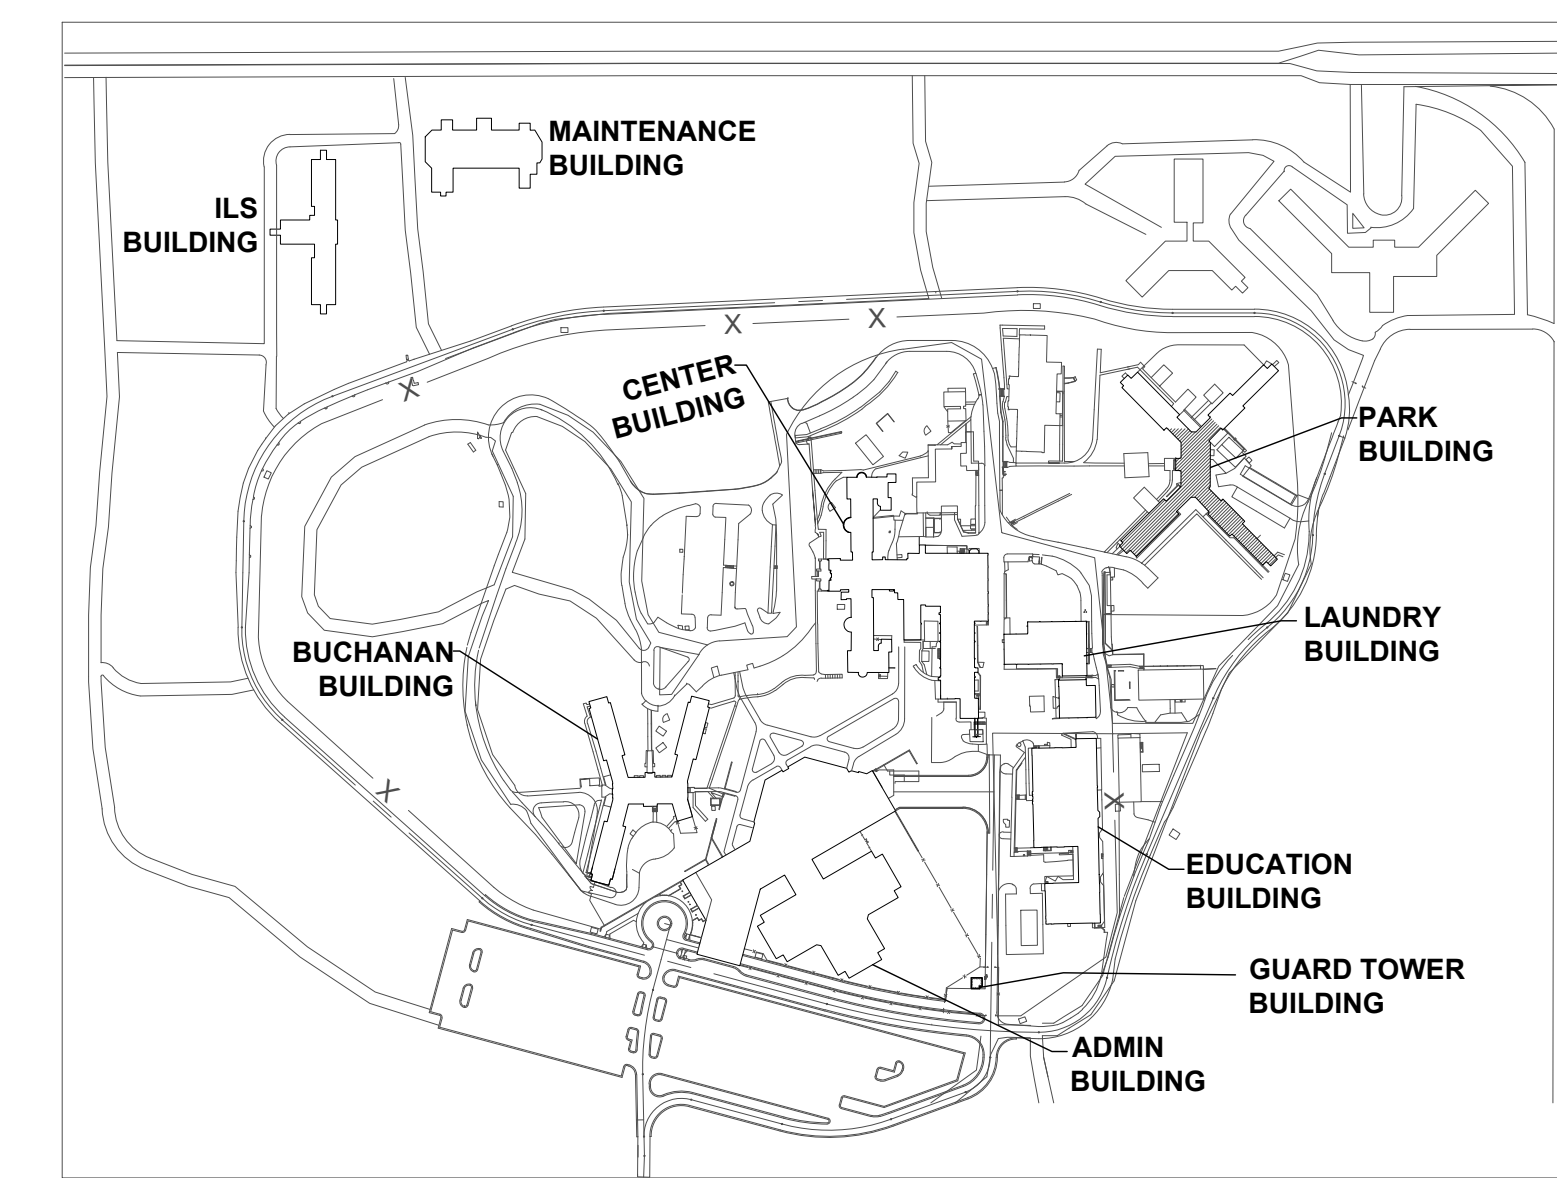 MAINTENANCE
BUILDING
ILS
BUILDING
CENTER
BUILDING
PARK
BUILDING
LAUNDRY
BUILDING
BUCHANAN
BUILDING
EDUCATION
BUILDING
GUARD TOWER
BUILDING
ADMIN
BUILDING
X
X
X
X
X